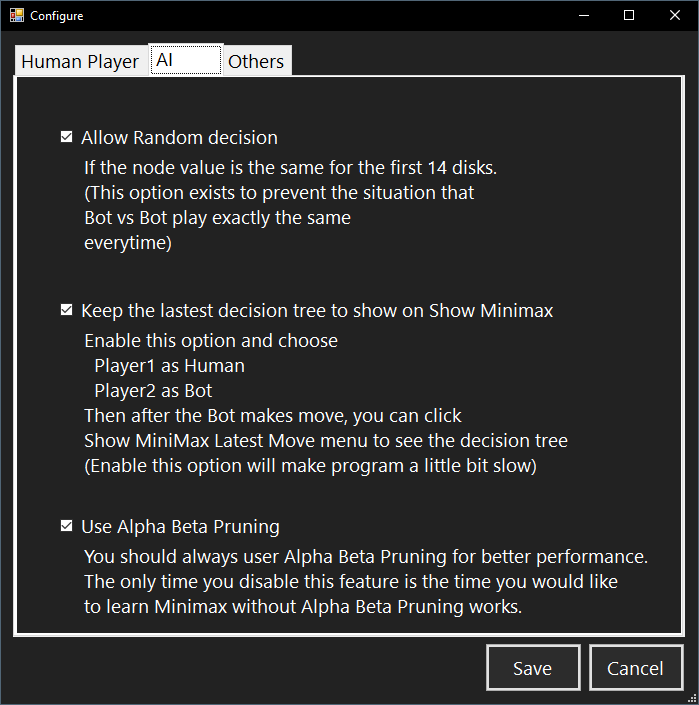 Configure
Human Player
AI
Others
Allow Random decision
If the node value is the same for the first 14 disks.
(This option exists to prevent the situation that
Bot vs Bot play exactly the same
everytime)
Keep the lastest decision tree to show on Show Minimax
Enable this option and choose
Player1 as Human
Player2 as Bot
Then after the Bot makes move, you can click
Show MiniMax Latest Move menu to see the decision tree
(Enable this option will make program a little bit slow)
Use Alpha Beta Pruning
You should always user Alpha Beta Pruning for better performance.
The only time you disable this feature is the time you would like
to learn Minimax without Alpha Beta Pruning works.
Save
Cancel